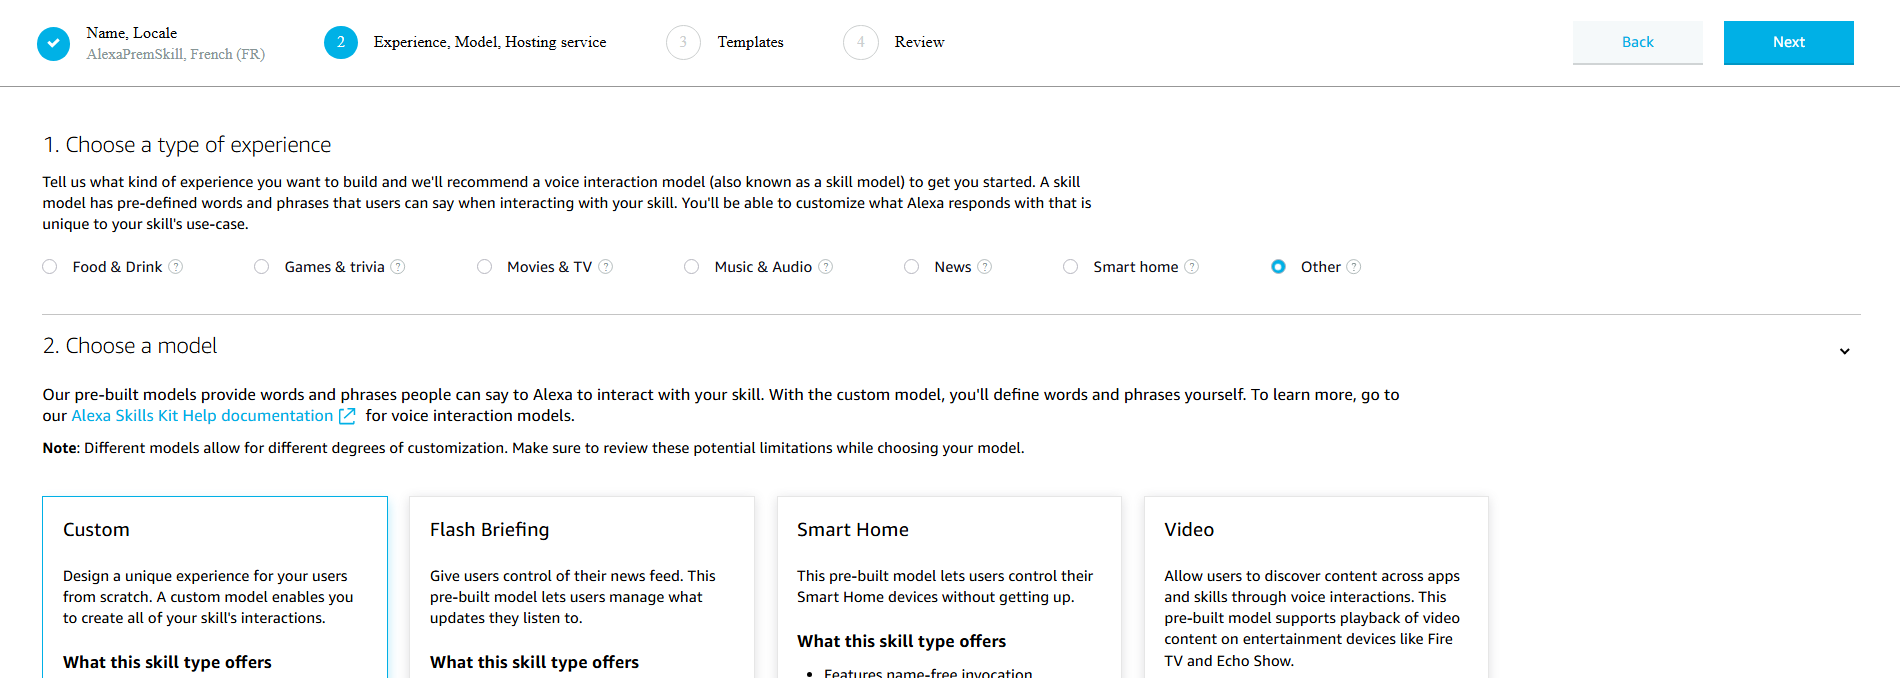 Name, Locale
AlexaPremSkill, French (FR)
2
Experience, Model, Hosting service
3
Templates
4
Review
Back
Next
1. Choose a type of experience
Tell us what kind of experience you want to build and we'll recommend a voice interaction model (also known as a skill model) to get you started. A skill
model has pre-defined words and phrases that users can say when interacting with your skill. You'll be able to customize what Alexa responds with that is
unique to your skill's use-case.
Food & Drink ?
Games & trivia ?
Movies & TV ?
Music & Audio ?
News ?
Smart home ?
Other ?
2. Choose a model
Our pre-built models provide words and phrases people can say to Alexa to interact with your skill. With the custom model, you'll define words and phrases yourself. To learn more, go to
our Alexa Skills Kit Help documentation for voice interaction models.
Note: Different models allow for different degrees of customization. Make sure to review these potential limitations while choosing your model.
Custom
Design a unique experience for your users
from scratch. A custom model enables you
to create all of your skill's interactions.
What this skill type offers
Flash Briefing
Give users control of their news feed. This
pre-built model lets users manage what
updates they listen to.
What this skill type offers
Smart Home
This pre-built model lets users control their
Smart Home devices without getting up.
What this skill type offers
• Features name-free invocation
Video
Allow users to discover content across apps
and skills through voice interactions. This
pre-built model supports playback of video
content on entertainment devices like Fire
TV and Echo Show.